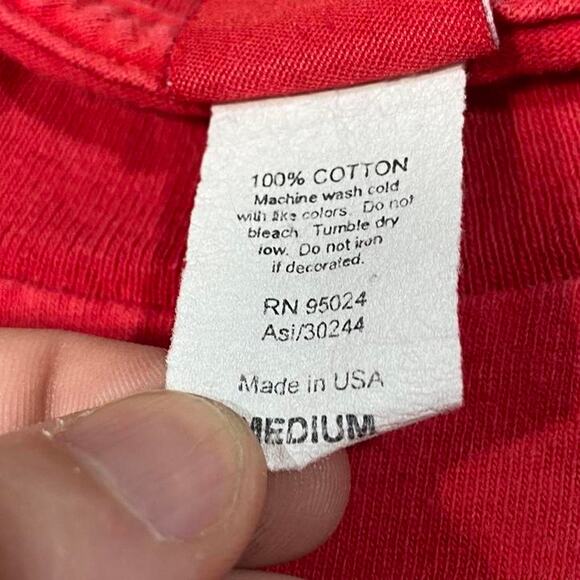 100% COTTON
Machine wash cold
with like colors. Do not
bleach. Tumble dry
low. Do not iron
if decorated.
RN 95024
Asi/30244
Made in USA
MEDIUM